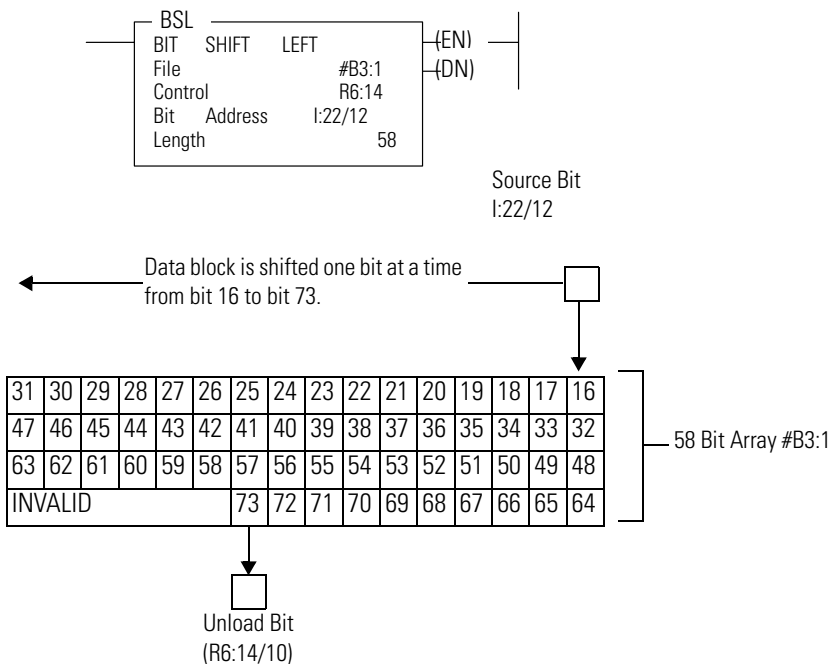 BSL
BIT SHIFT LEFT
(EN)
File #B3:1
(DN)
Control R6:14
Bit Address I:22/12
Length 58
Source Bit
I:22/12
Data block is shifted one bit at a time
from bit 16 to bit 73.
31 30 29 28 27 26 25 24 23 22 21 20 19 18 17 16
47 46 45 44 43 42 41 40 39 38 37 36 35 34 33 32
58 Bit Array #B3:1
63 62 61 60 59 58 57 56 55 54 53 52 51 50 49 48
INVALID 73 72 71 70 69 68 67 66 65 64
Unload Bit
(R6:14/10)